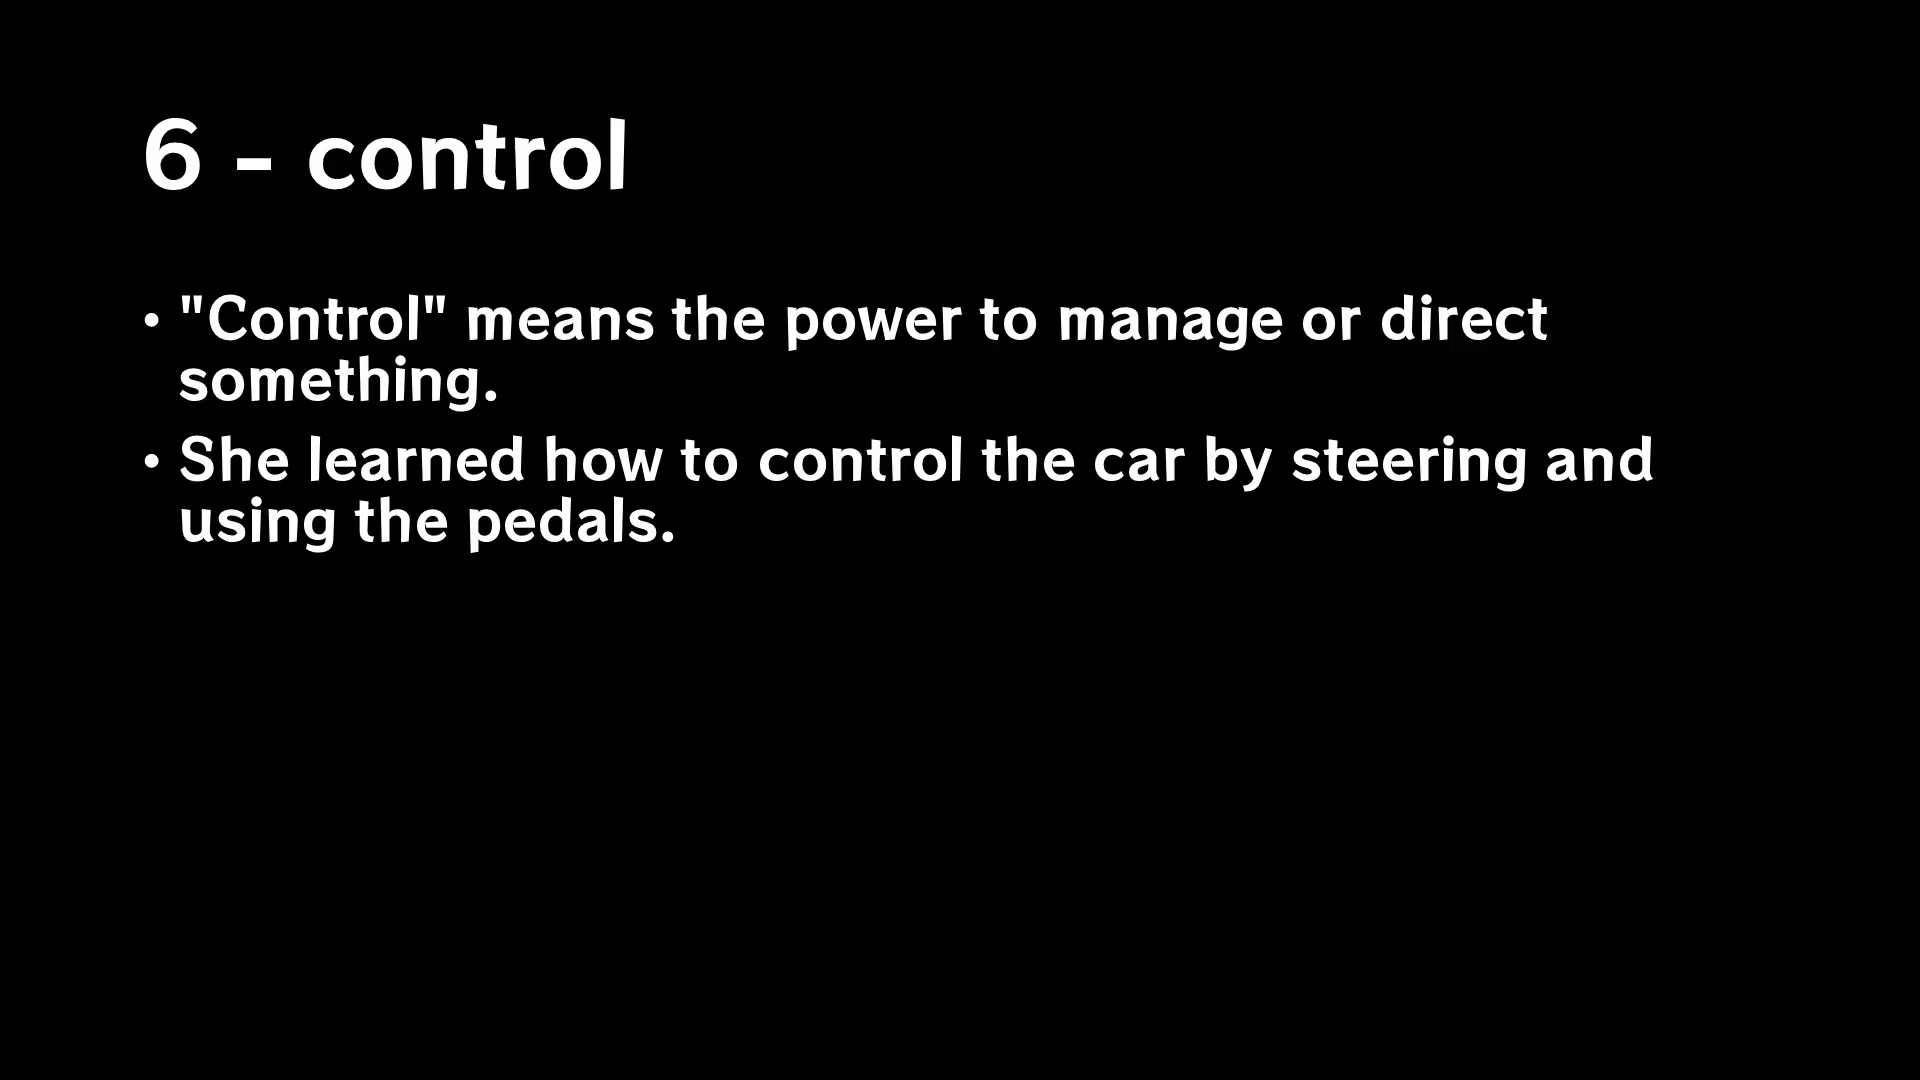 6 - control
• "Control" means the power to manage or direct
something.
• She learned how to control the car by steering and
using the pedals.